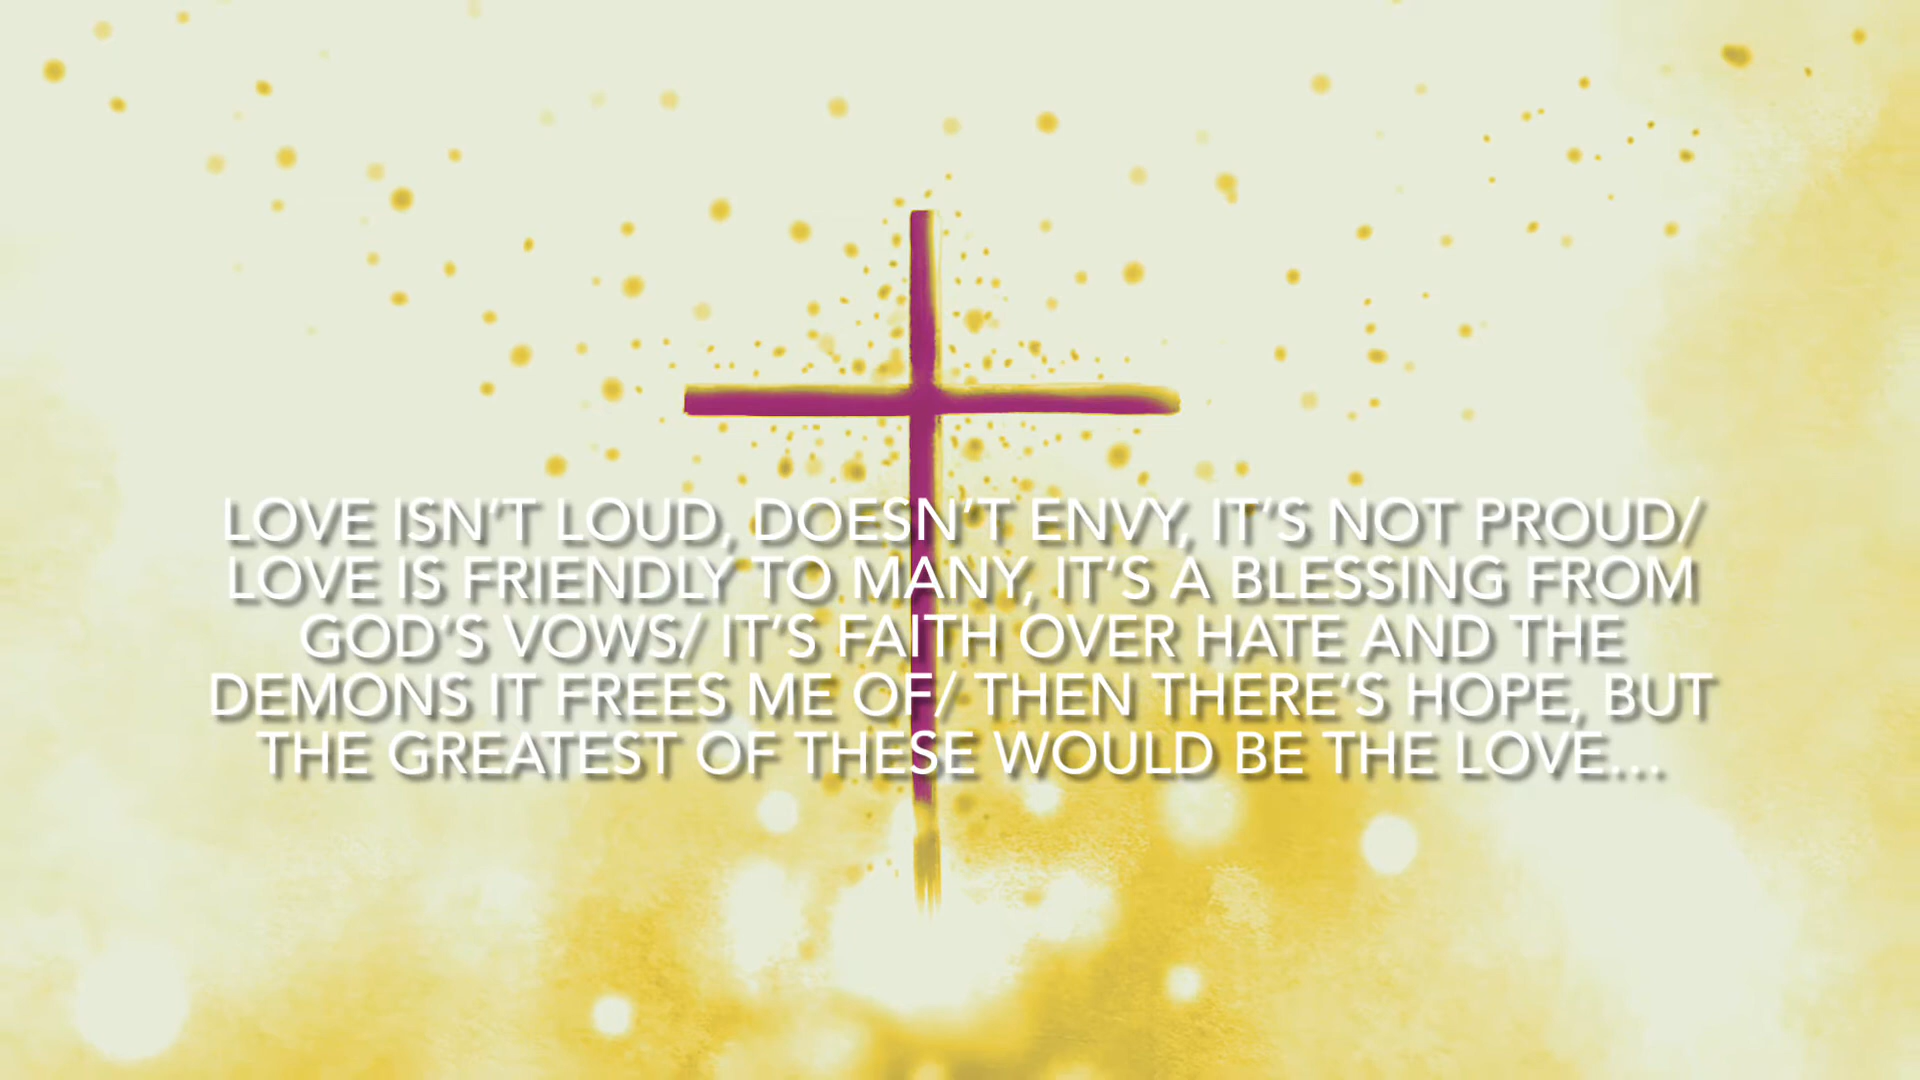 LOVE ISN’T LOUD, DOESN’T ENVY, IT’S NOT PROUD/
LOVE IS FRIENDLY TO MANY, IT’S A BLESSING FROM
GOD’S VOWS/ IT’S FAITH OVER HATE AND THE
DEMONS IT FREES ME OF/ THEN THERE’S HOPE, BUT
THE GREATEST OF THESE WOULD BE THE LOVE...